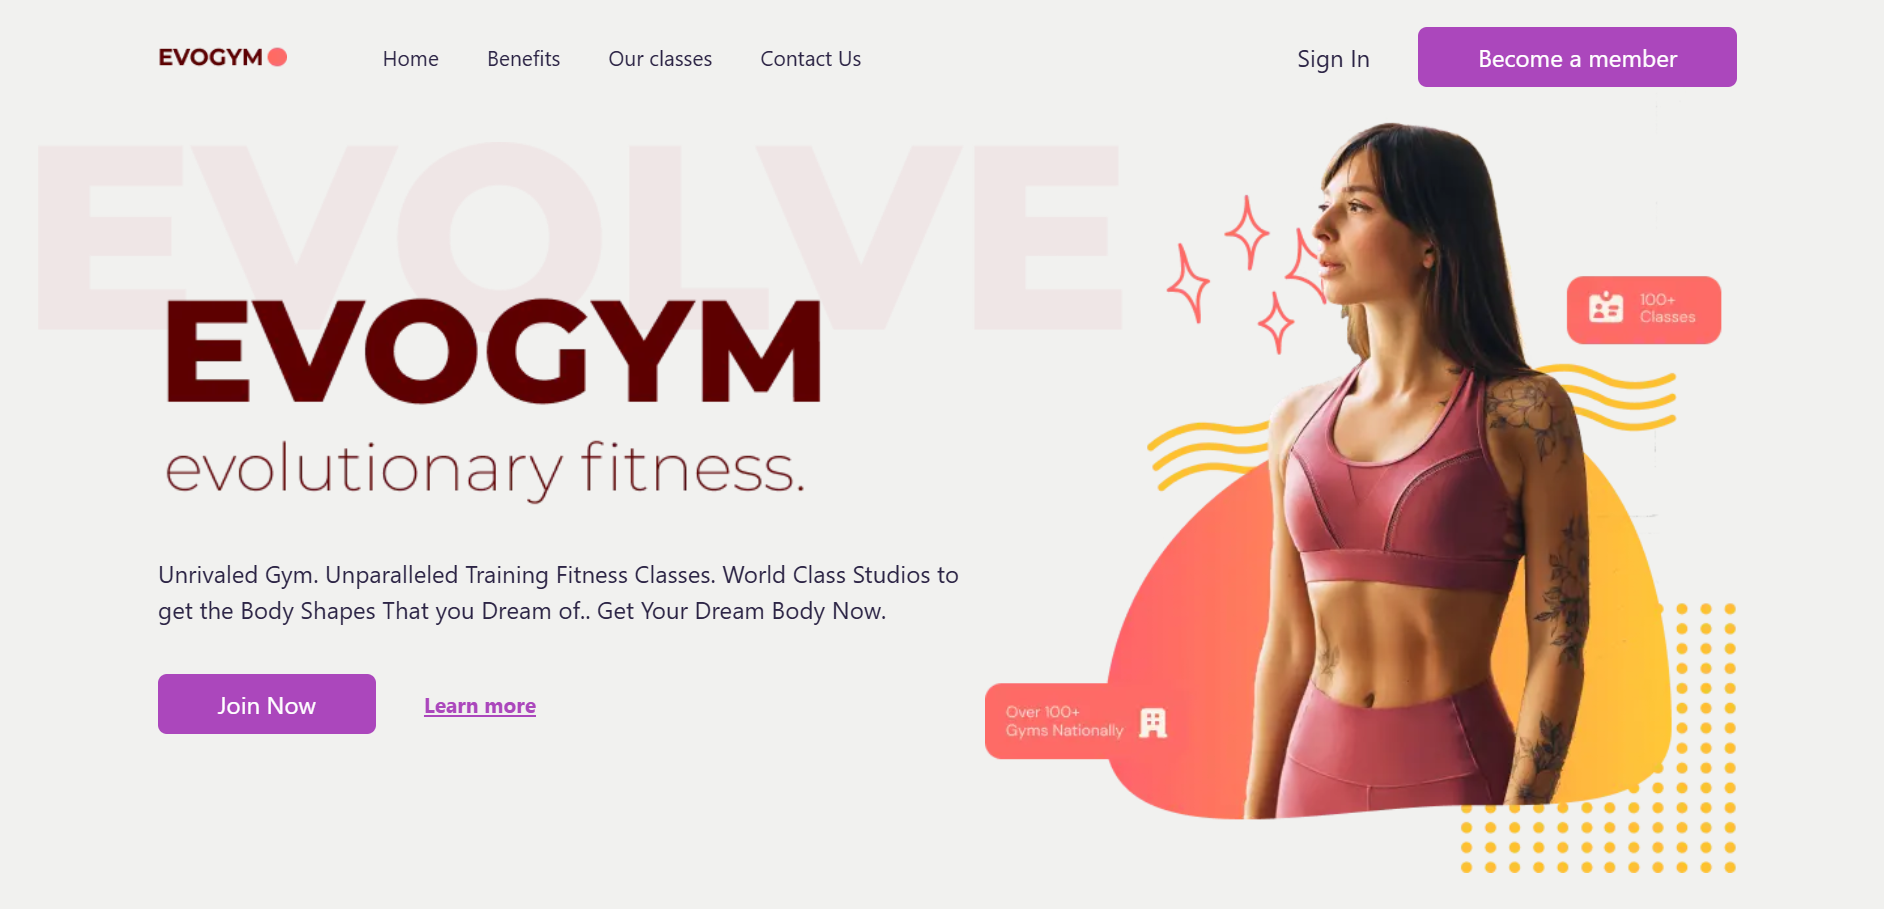 EVOGYM
Home
Benefits
Our classes
Contact Us
Sign In
Become a member
EVOLVE
EVOGYM
evolutionary fitness.
Unrivaled Gym. Unparalleled Training Fitness Classes. World Class Studios to
get the Body Shapes That you Dream of.. Get Your Dream Body Now.
Join Now
Learn more
100+
Classes
Over 100+
Gyms Nationally